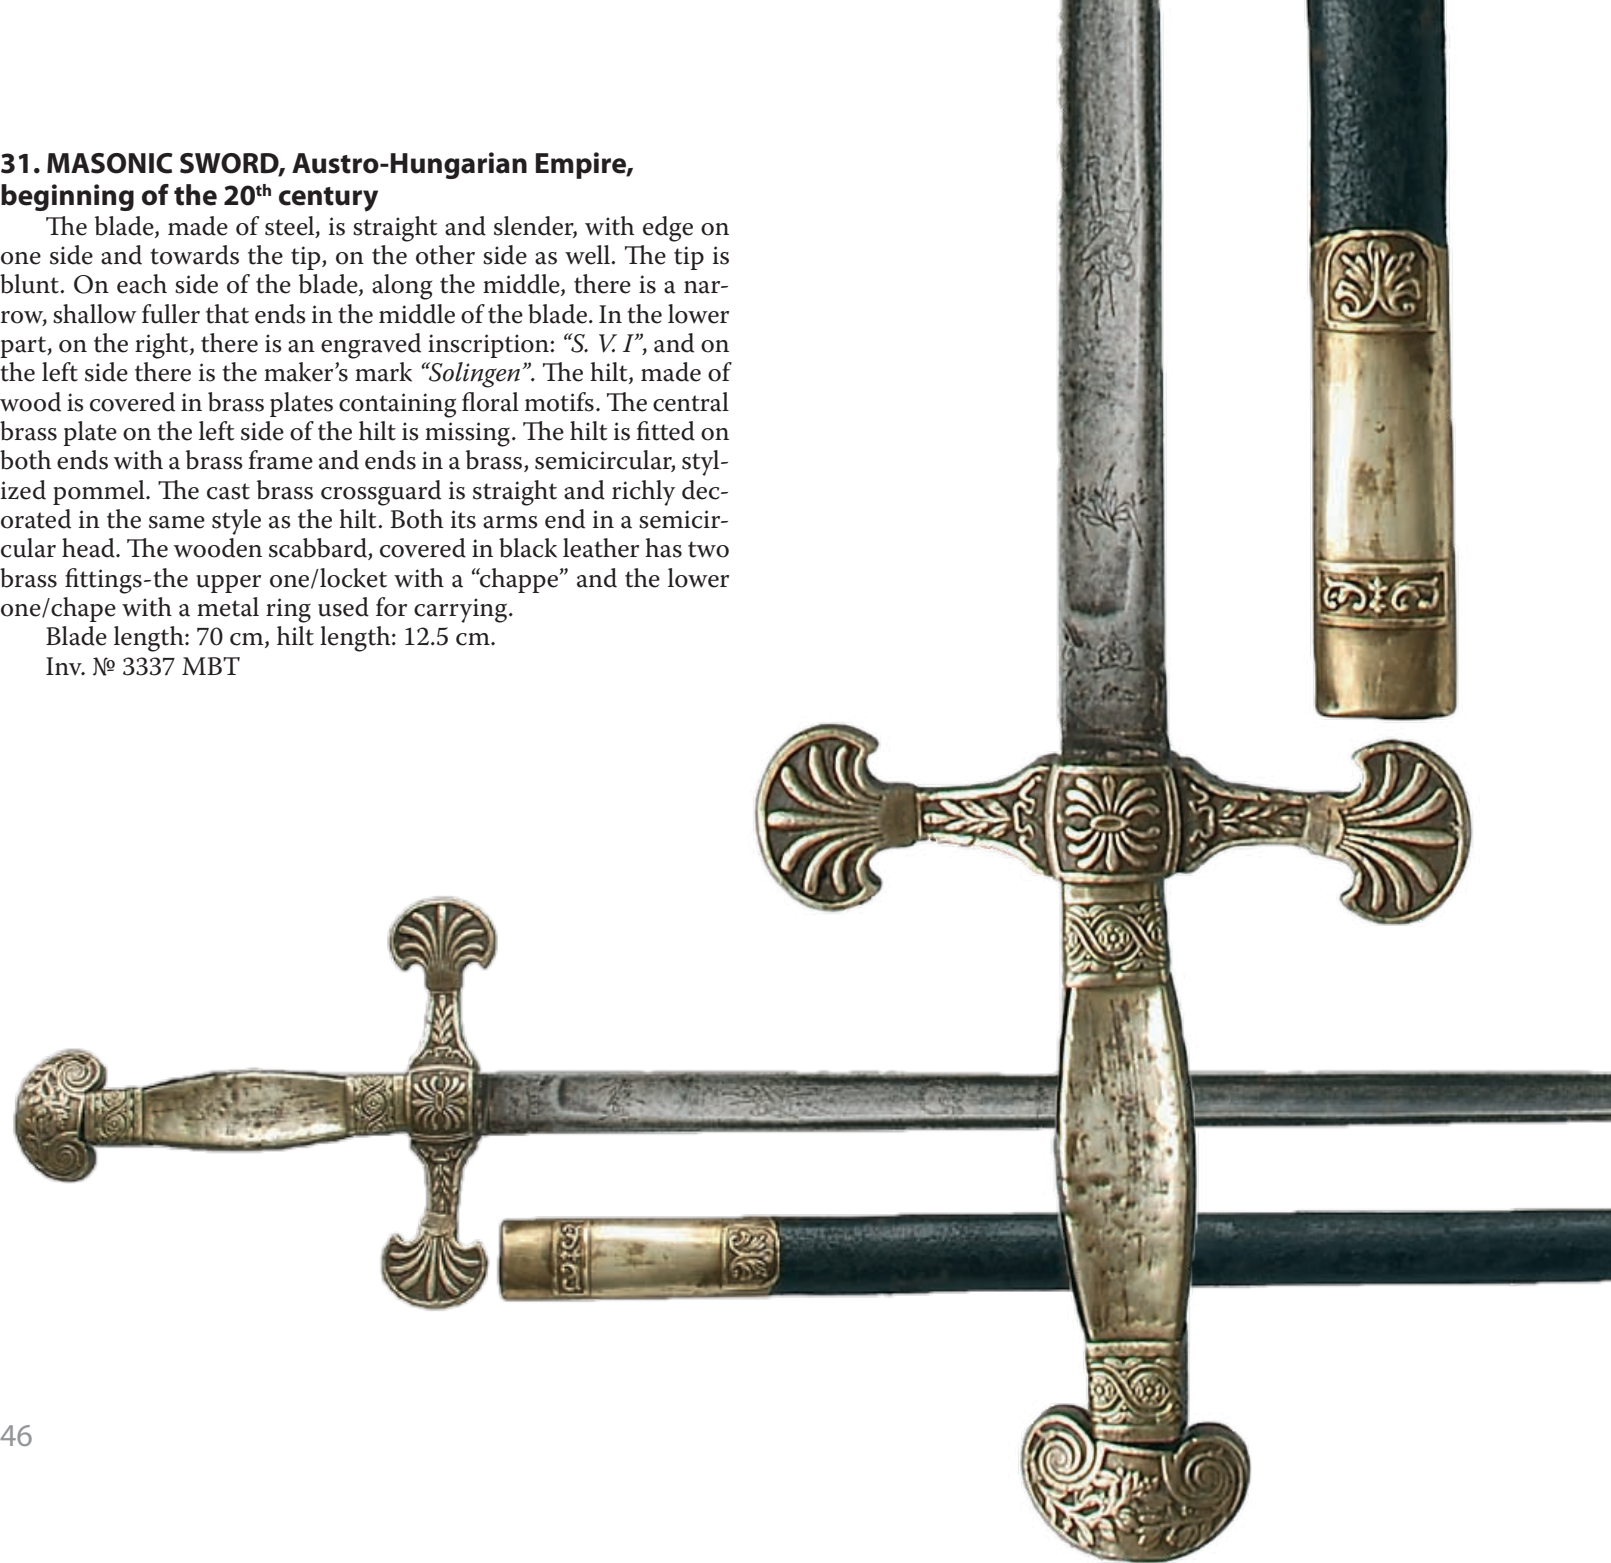 31. MASONIC SWORD, Austro-Hungarian Empire,
beginning of the 20th century
The blade, made of steel, is straight and slender, with edge on
one side and towards the tip, on the other side as well. The tip is
blunt. On each side of the blade, along the middle, there is a nar-
row, shallow fuller that ends in the middle of the blade. In the lower
part, on the right, there is an engraved inscription: “S. V. I”, and on
the left side there is the maker’s mark “Solingen”. The hilt, made of
wood is covered in brass plates containing floral motifs. The central
brass plate on the left side of the hilt is missing. The hilt is fitted on
both ends with a brass frame and ends in a brass, semicircular, styl-
ized pommel. The cast brass crossguard is straight and richly dec-
orated in the same style as the hilt. Both its arms end in a semicir-
cular head. The wooden scabbard, covered in black leather has two
brass fittings-the upper one/locket with a “chappe” and the lower
one/chape with a metal ring used for carrying.
Blade length: 70 cm, hilt length: 12.5 cm.
Inv. № 3337 MBT
46